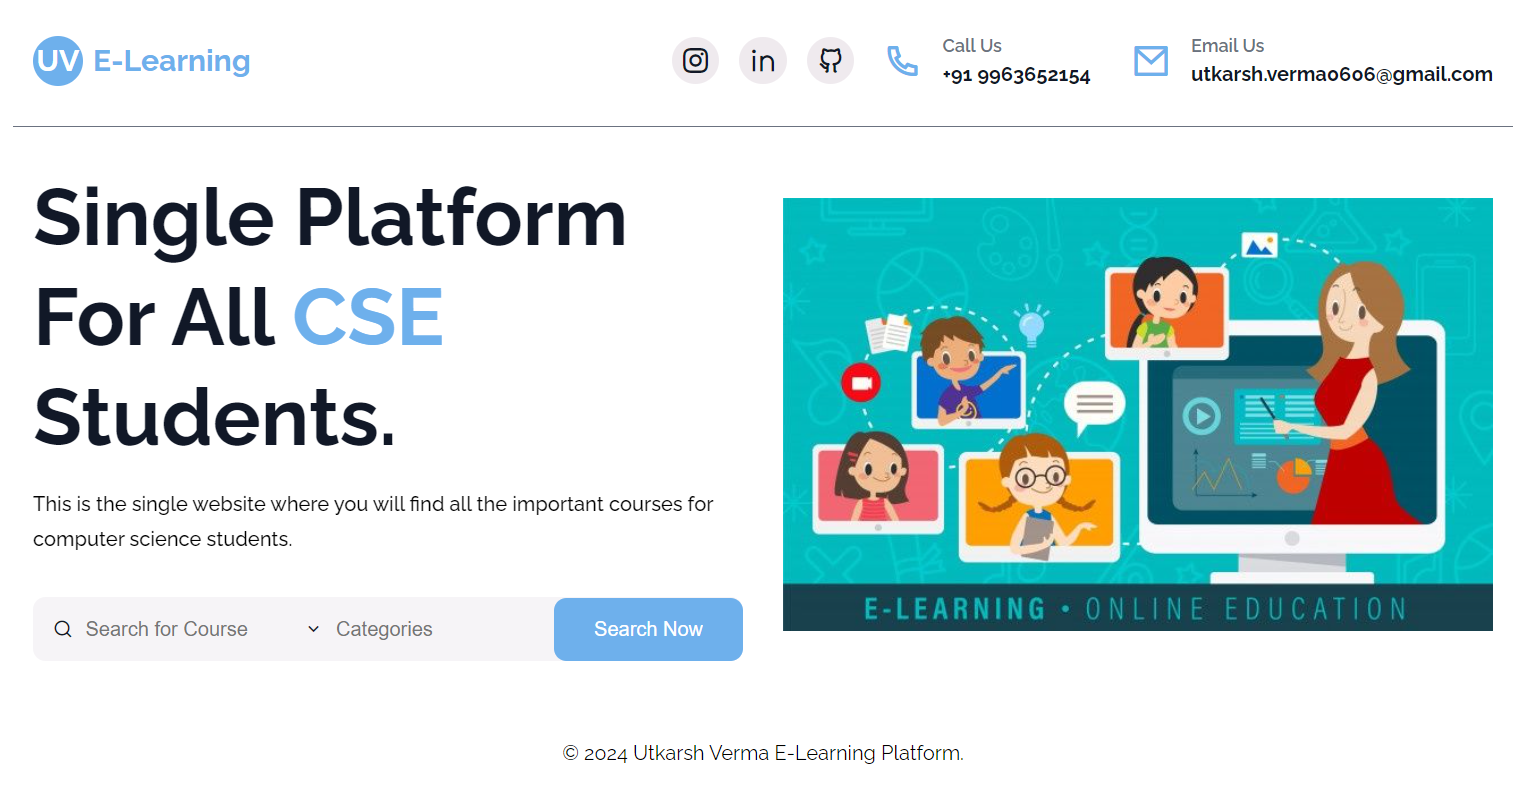 UV E-Learning
in
Call Us
+91 9963652154
Email Us
utkarsh.verma0606@gmail.com
Single Platform
For All CSE
Students.
This is the single website where you will find all the important courses for
computer science students.
Search for Course
Categories
Search Now
E-LEARNING • ONLINE EDUCATION
© 2024 Utkarsh Verma E-Learning Platform.